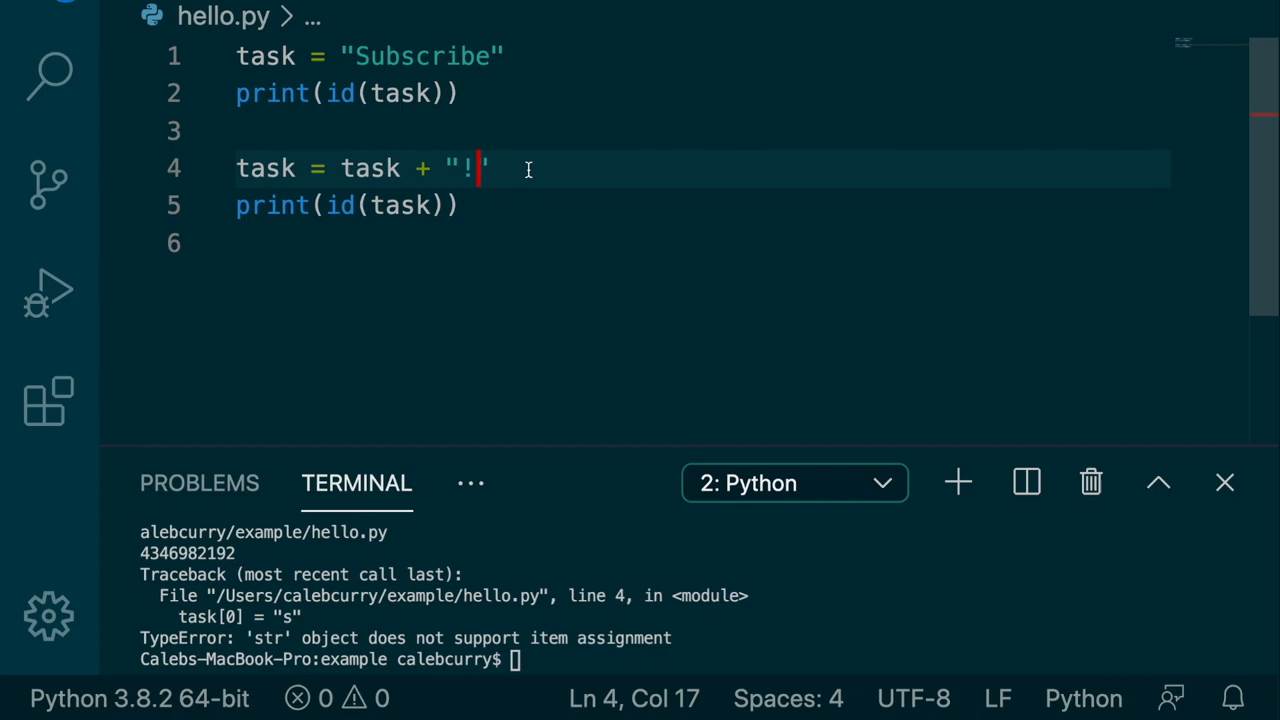 hello.py > ...
1 task = "Subscribe"
2 print(id(task))
3
4 task = task + "!"
5 print(id(task))
6
PROBLEMS TERMINAL ... 2: Python
alebcurry/example/hello.py
4346982192
Traceback (most recent call last):
  File "/Users/calebcurry/example/hello.py", line 4, in <module>
    task[0] = "s"
TypeError: 'str' object does not support item assignment
Calebs-MacBook-Pro:example calebcurry$
Python 3.8.2 64-bit 0 0 Ln 4, Col 17 Spaces: 4 UTF-8 LF Python